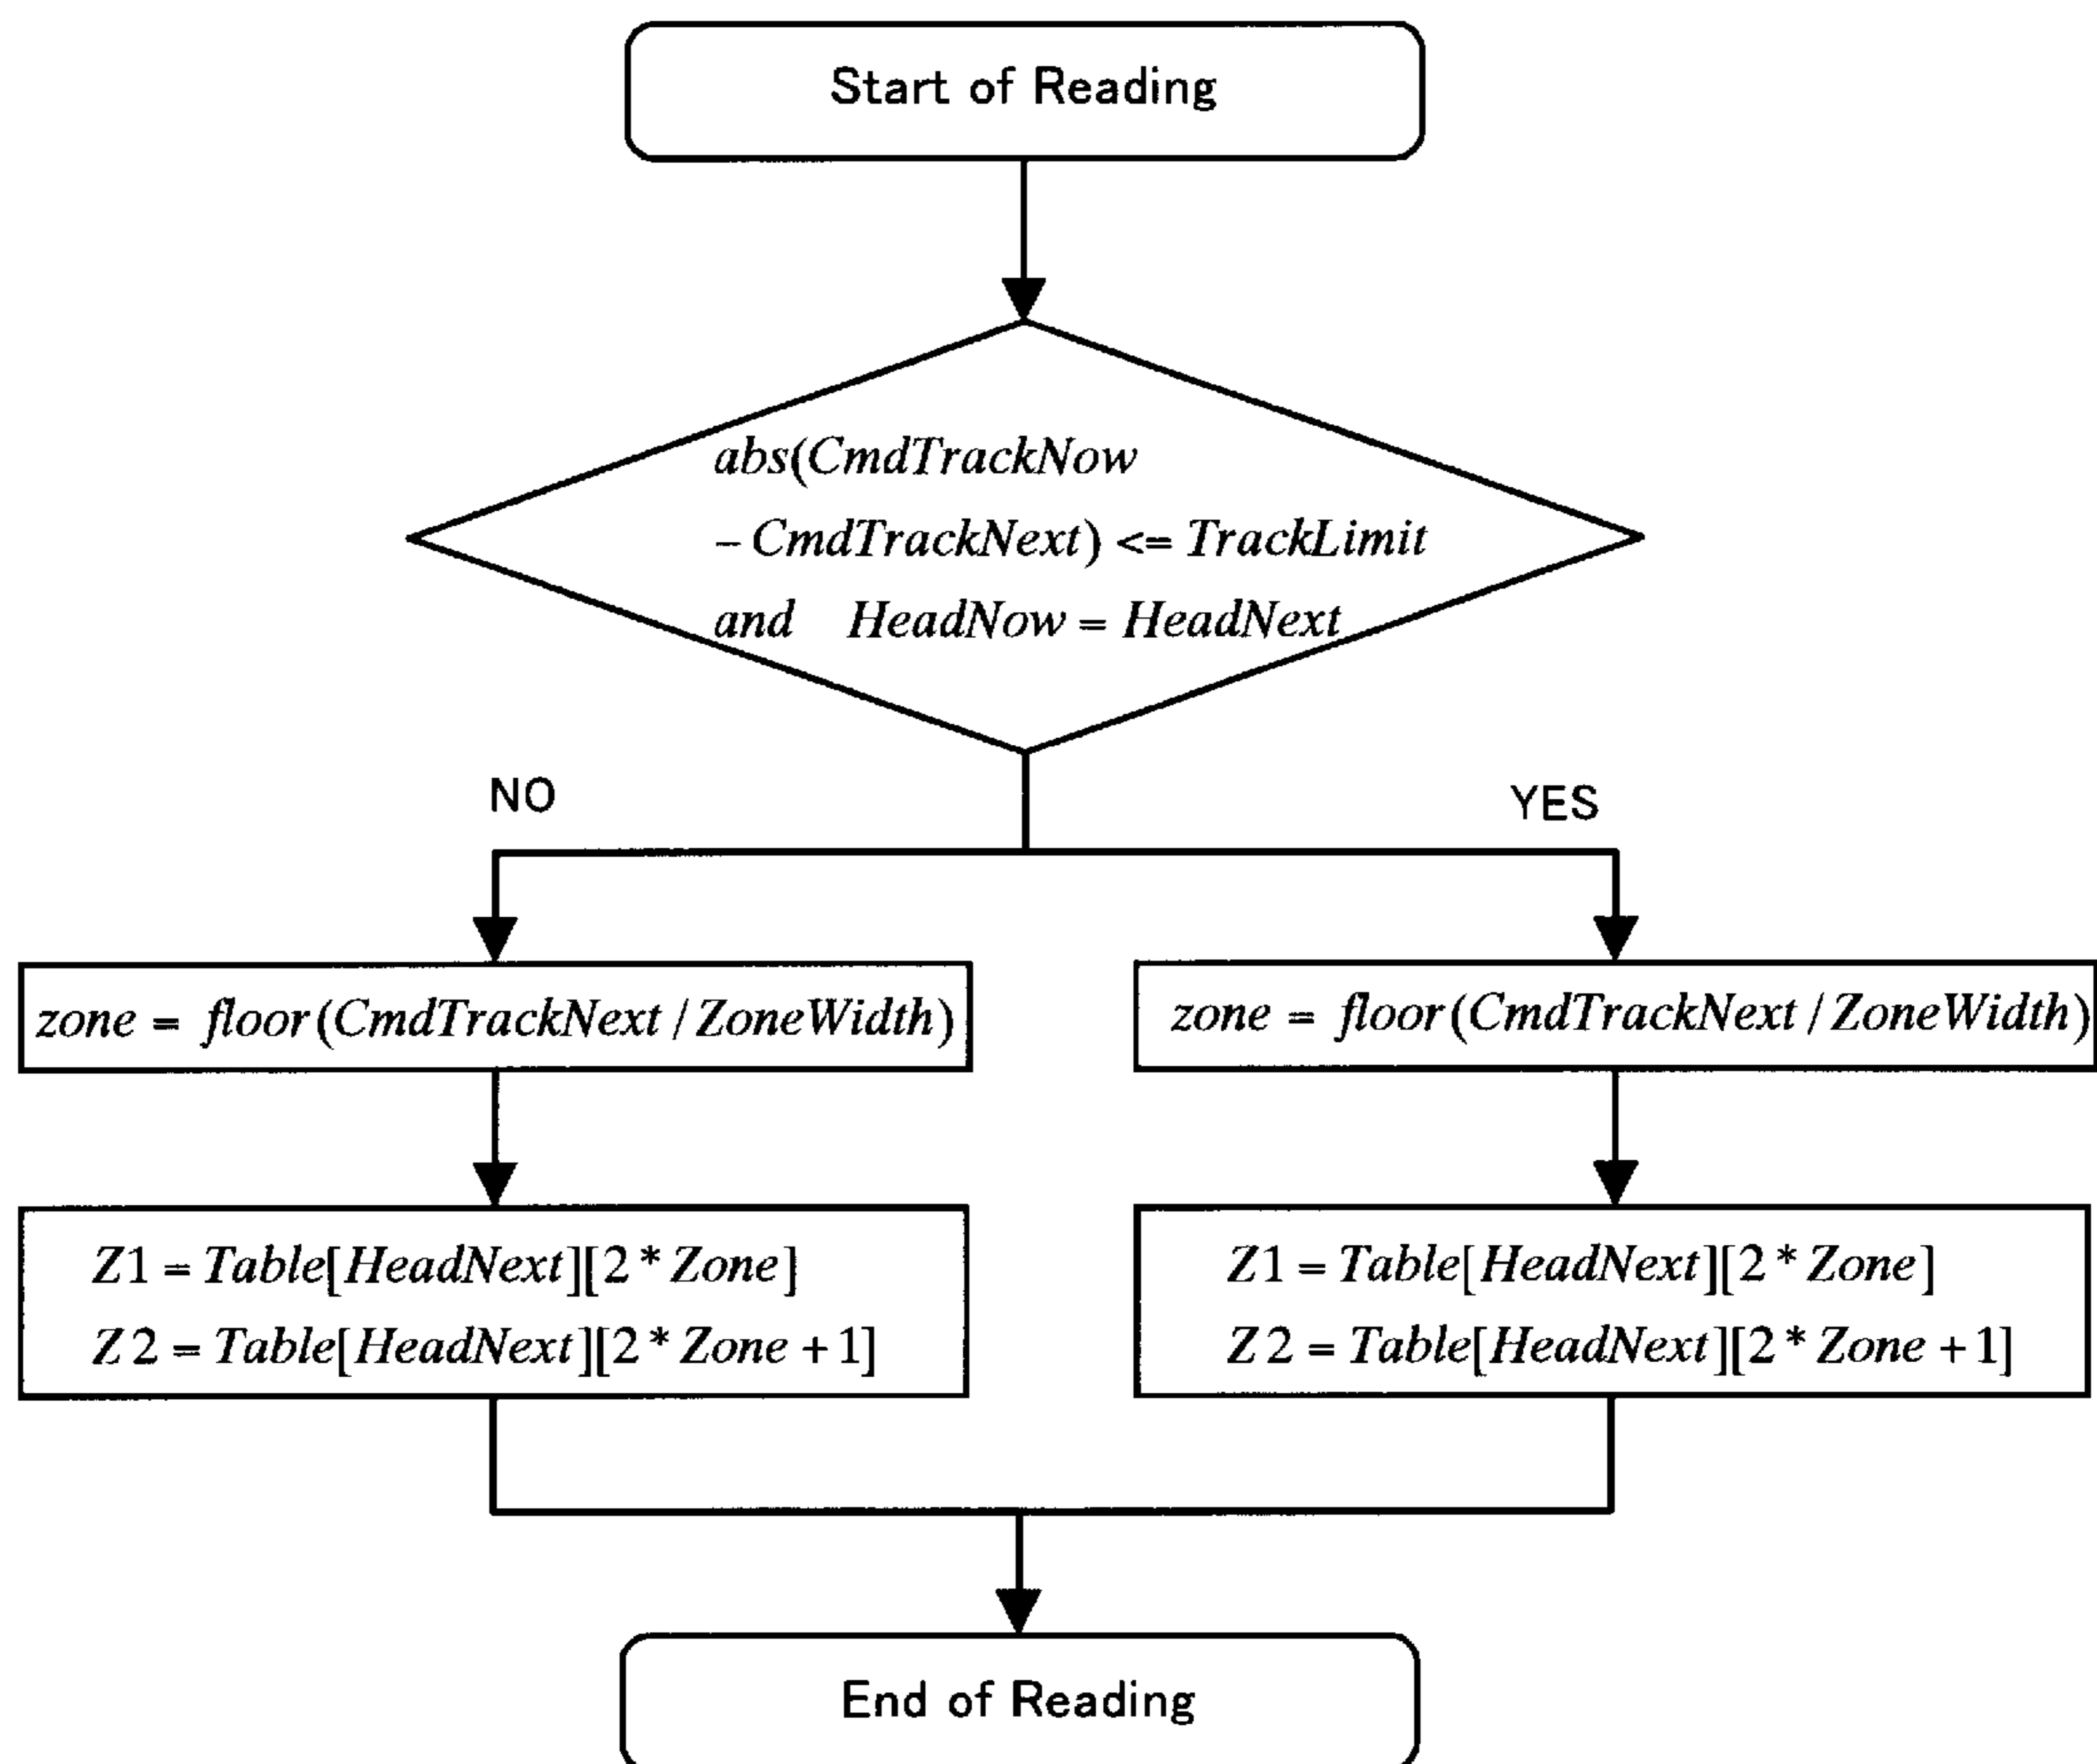 Start of Reading
abs(CmdTrackNow
– CmdTrackNext) <= TrackLimit
and HeadNow = HeadNext
NO
YES
zone = floor(CmdTrackNext / ZoneWidth)
zone = floor(CmdTrackNext / ZoneWidth)
Z1 = Table[HeadNext][2 * Zone]
Z2 = Table[HeadNext][2 * Zone + 1]
Z1 = Table[HeadNext][2 * Zone]
Z2 = Table[HeadNext][2 * Zone + 1]
End of Reading